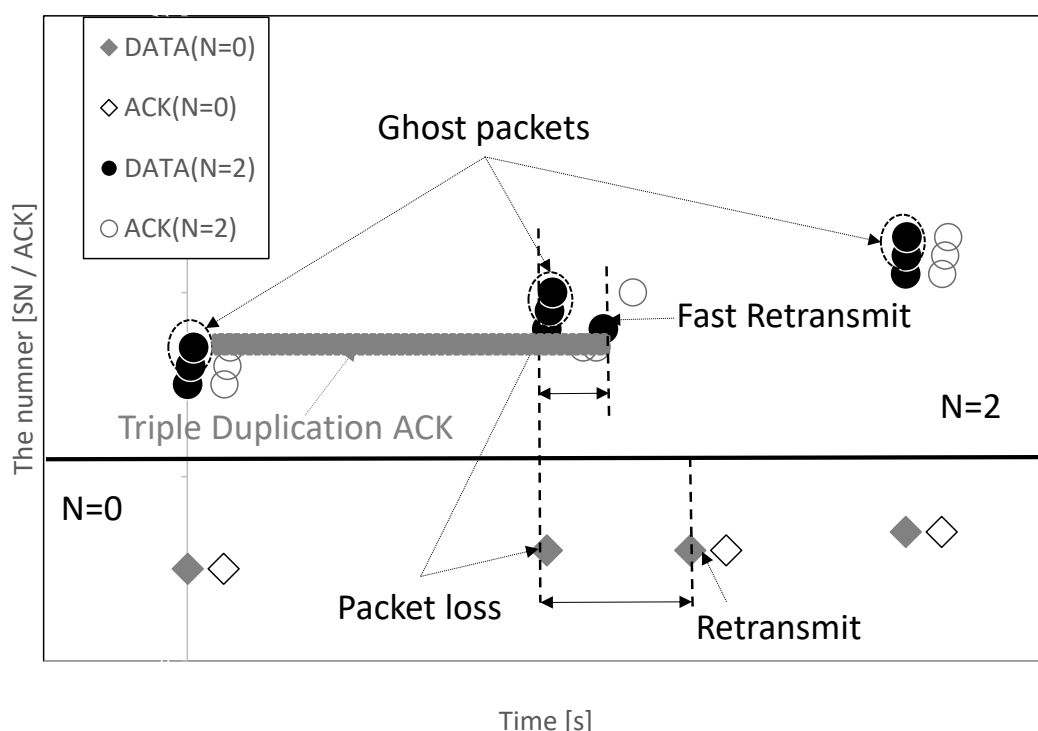 DATA(N=0)
ACK(N=0)
DATA(N=2)
ACK(N=2)
Ghost packets
The numner [SN / ACK]
Fast Retransmit
Triple Duplication ACK
N=2
N=0
Packet loss
Retransmit
Time [s]